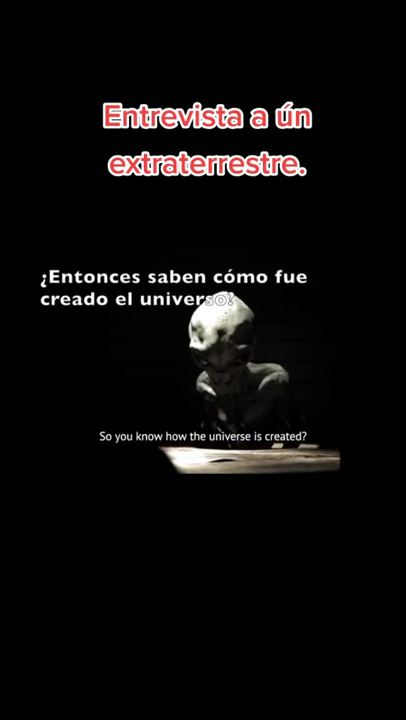 Entrevista a ún
extraterrestre.
¿Entonces saben cómo fue
creado el universo?
So you know how the universe is created?